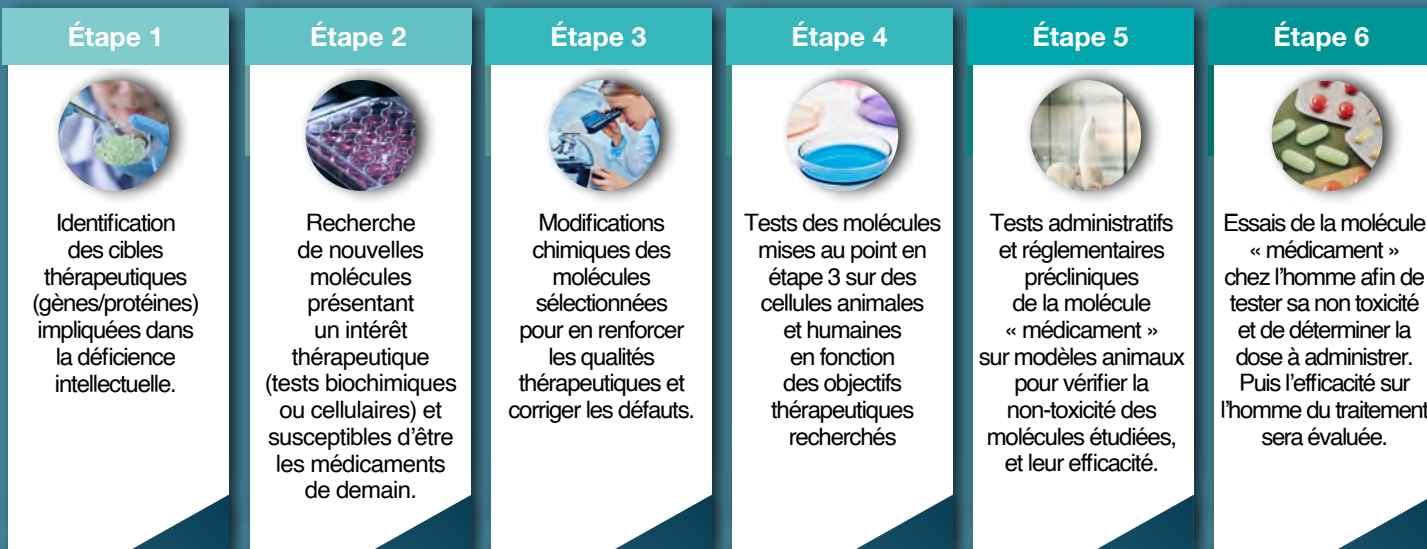 Étape 1
Identification
des cibles
thérapeutiques
(gènes/protéines)
impliquées dans
la déficience
intellectuelle.
Étape 2
Recherche
de nouvelles
molécules
présentant
un intérêt
thérapeutique
(tests biochimiques
ou cellulaires) et
susceptibles d’être
les médicaments
de demain.
Étape 3
Modifications
chimiques des
molécules
sélectionnées
pour en renforcer
les qualités
thérapeutiques et
corriger les défauts.
Étape 4
Tests des molécules
mises au point en
étape 3 sur des
cellules animales
et humaines
en fonction
des objectifs
thérapeutiques
recherchés
Étape 5
Tests administratifs
et réglementaires
précliniques
de la molécule
« médicament »
sur modèles animaux
pour vérifier la
non-toxicité des
molécules étudiées,
et leur efficacité.
Étape 6
Essais de la molécule
« médicament »
chez l’homme afin de
tester sa non toxicité
et de déterminer la
dose à administrer.
Puis l’efficacité sur
l’homme du traitement
sera évaluée.